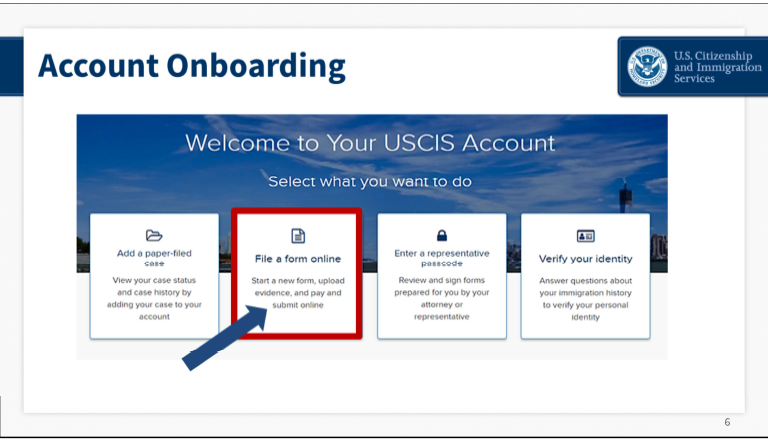 Account Onboarding
U.S. Citizenship
and Immigration
Services
Welcome to Your USCIS Account
Select what you want to do
Add a paper-filed
case
View your case status
and case history by
adding your case to your
account
File a form online
Start a new form, upload
evidence, and pay and
submit online
Enter a representative
passcode
Review and sign forms
prepared for you by your
attorney or
representative
Verify your identity
Answer questions about
your immigration history
to verify your personal
identity
6